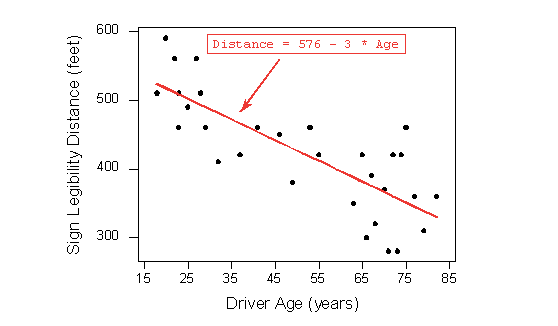 Distance = 576 - 3 * Age
Sign Legibility Distance (feet)
600
500
400
300
15 25 35 45 55 65 75 85
Driver Age (years)